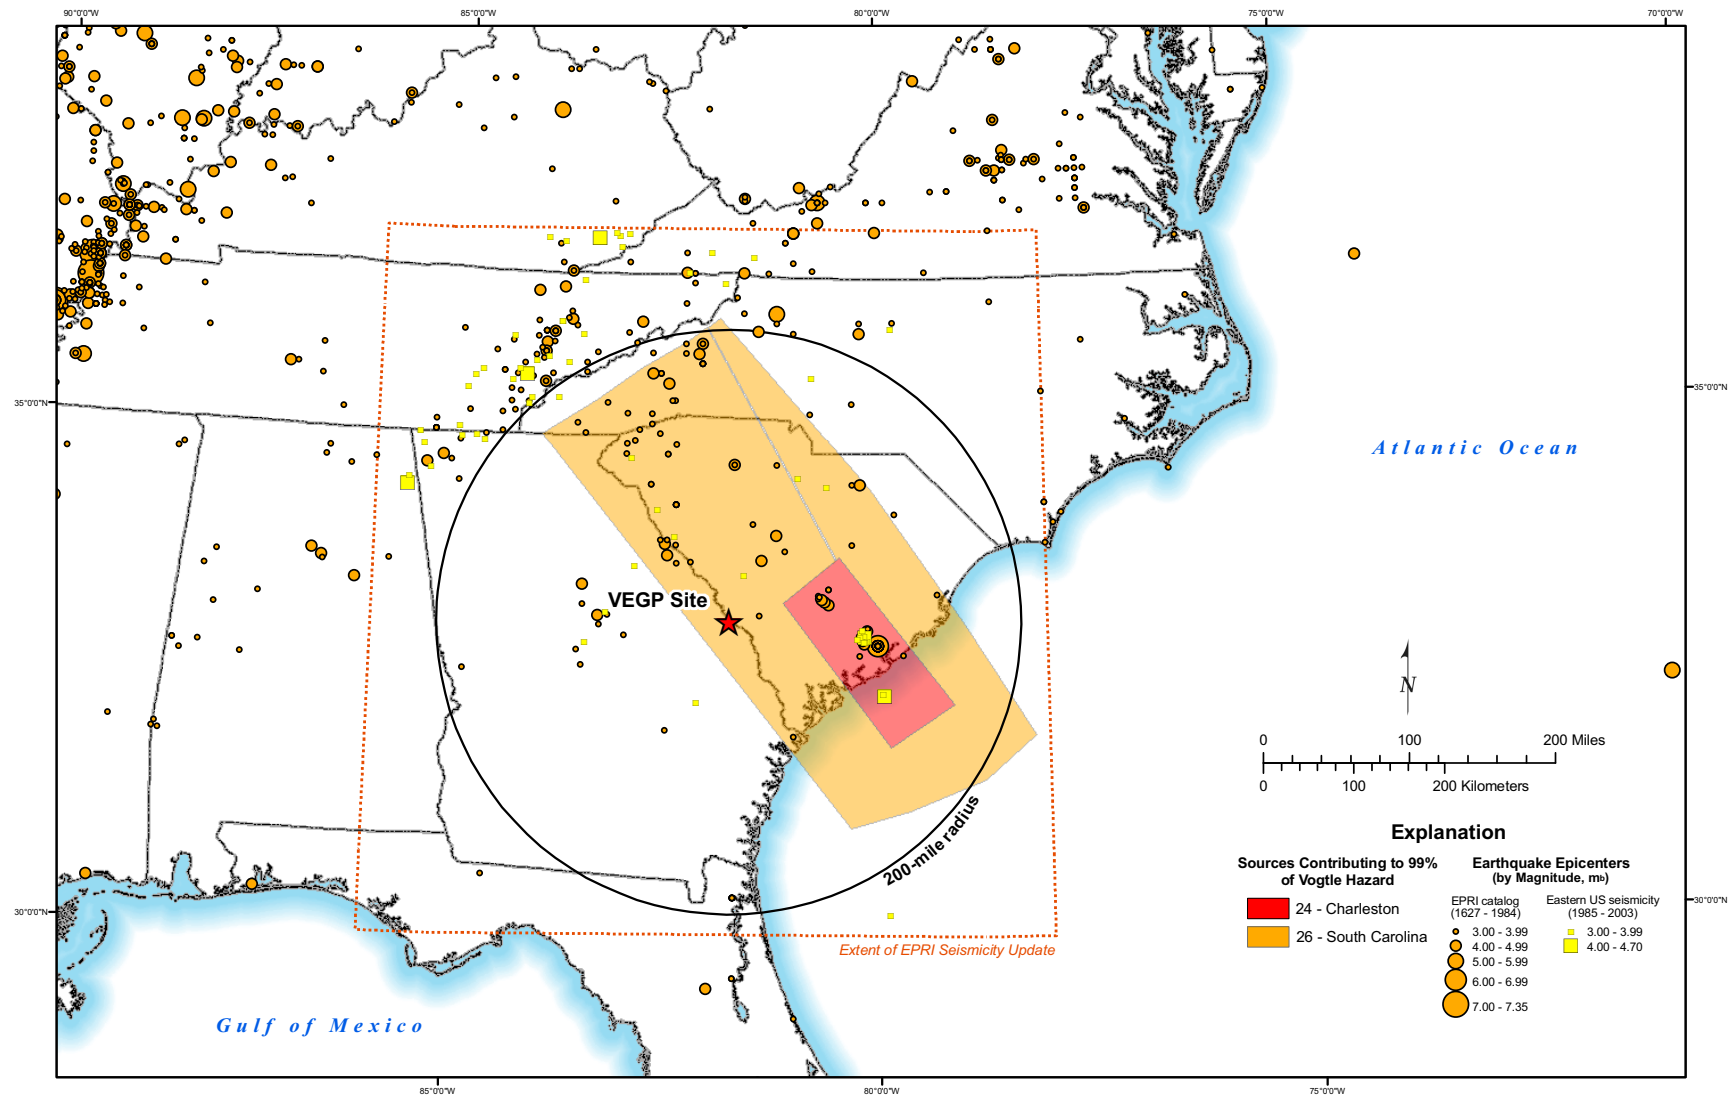 90°0'0"W
85°0'0"W
80°0'0"W
75°0'0"W
70°0'0"W
35°0'0"N
35°0'0"N
Atlantic Ocean
VEGP Site
N
0 100 200 Miles
0 100 200 Kilometers
200-mile radius
Explanation
Sources Contributing to 99%
of Vogtle Hazard
24 - Charleston
26 - South Carolina
Earthquake Epicenters
(by Magnitude, mb)
EPRI catalog
(1627 - 1984)
3.00 - 3.99
4.00 - 4.99
5.00 - 5.99
6.00 - 6.99
7.00 - 7.35
Eastern US seismicity
(1985 - 2003)
3.00 - 3.99
4.00 - 4.70
30°0'0"N
30°0'0"N
Extent of EPRI Seismicity Update
Gulf of Mexico
85°0'0"W
80°0'0"W
75°0'0"W